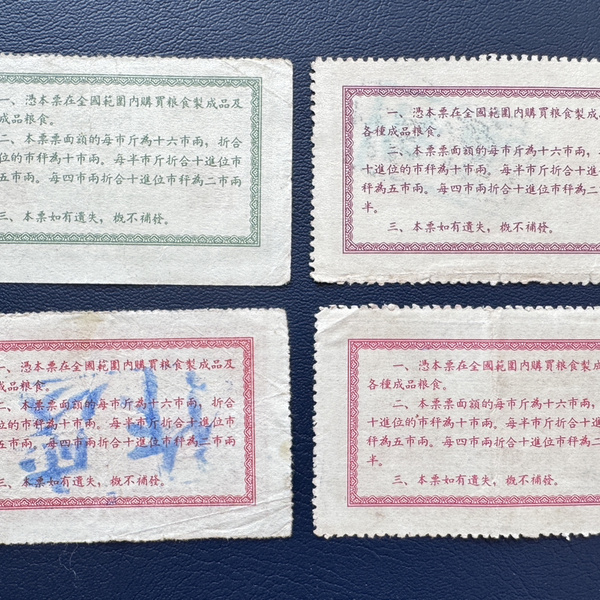 一、憑本票在全國範圍內購買粮食製成品及
成品粮食。
二、本票票面額的每市斤為十六市兩，折合
位的市秤為十市兩。每半市斤折合十進位市
五市兩。每四市兩折合十進位市秤為二市兩
三、本票如有遺失，概不補發。
一、憑本票在全國範圍內購買粮食製成
各種成品粮食。
二、本票票面額的每市斤為十六市兩，
十進位的市秤為十市兩。每半市斤折合十進
秤為五市兩。每四市兩折合十進位市秤為二
半。
三、本票如有遺失，概不補發。
一、憑本票在全國範圍內購買粮食製成品及
成品粮食。
二、本票票面額的每市斤為十六市兩，折合
位的市秤為十市兩。每半市斤折合十進位市
五市兩。每四市兩折合十進位市秤為二市兩
三、本票如有遺失，概不補發。
一、憑本票在全國範圍內購買粮食製成
各種成品粮食。
二、本票票面額的每市斤為十六市兩，
十進位的市秤為十市兩。每半市斤折合十進
秤為五市兩。每四市兩折合十進位市秤為二
半。
三、本票如有遺失，概不補發。